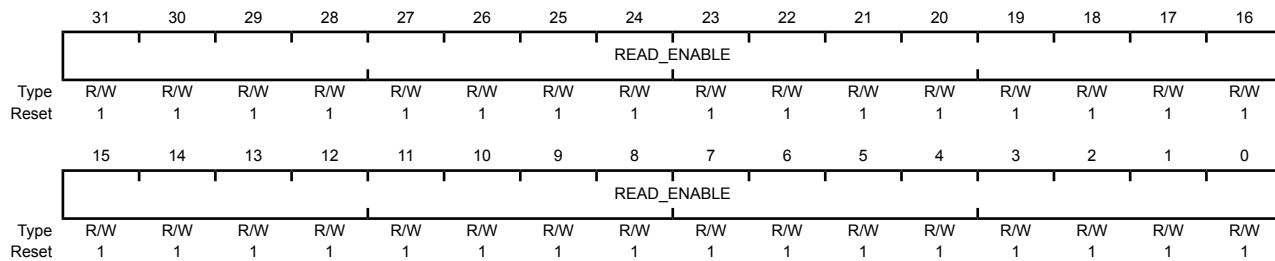 31 30 29 28 27 26 25 24 23 22 21 20 19 18 17 16
READ_ENABLE
Type R/W R/W R/W R/W R/W R/W R/W R/W R/W R/W R/W R/W R/W R/W R/W R/W
Reset 1 1 1 1 1 1 1 1 1 1 1 1 1 1 1 1
15 14 13 12 11 10 9 8 7 6 5 4 3 2 1 0
READ_ENABLE
Type R/W R/W R/W R/W R/W R/W R/W R/W R/W R/W R/W R/W R/W R/W R/W R/W
Reset 1 1 1 1 1 1 1 1 1 1 1 1 1 1 1 1